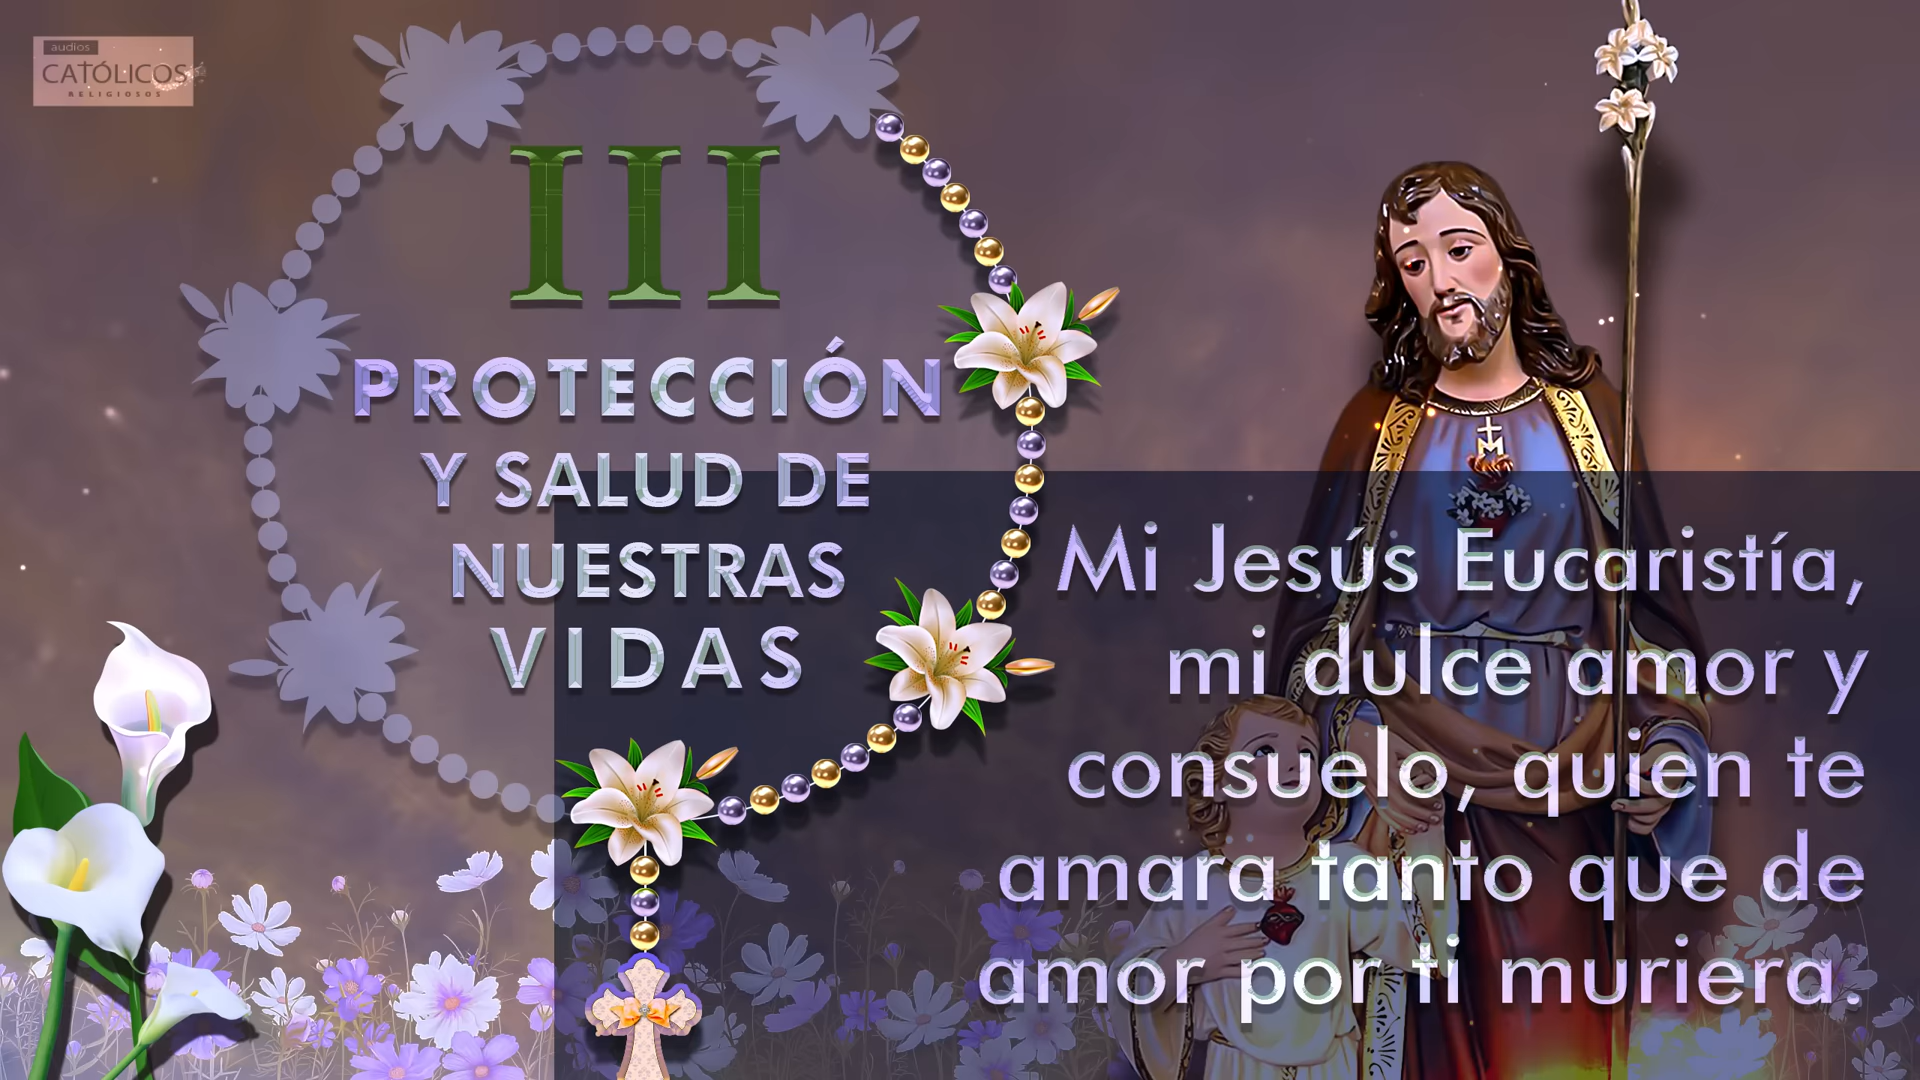 audios
CATÓLICOS
RELIGIOSOS
III
PROTECCIÓN
Y SALUD DE
NUESTRAS
VIDAS
Mi Jesús Eucaristía,
mi dulce amor y
consuelo, quien te
amara tanto que de
amor por ti muriera.